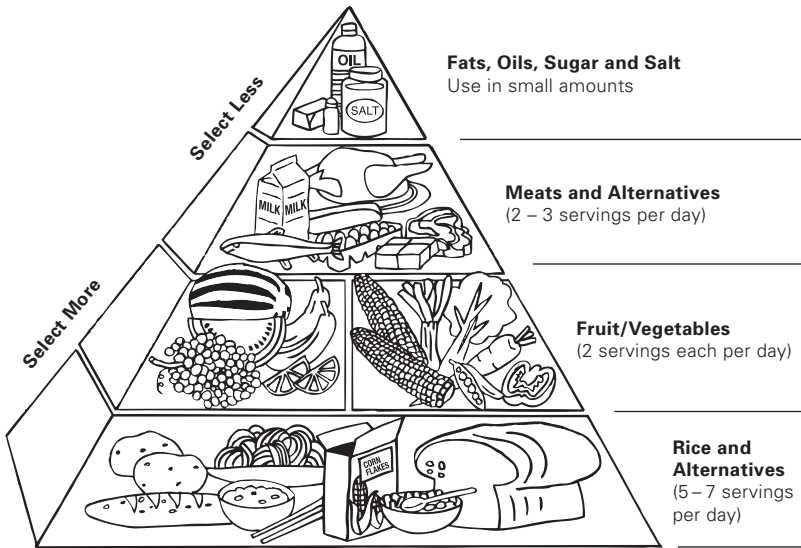 Select Less
Select More
OIL
SALT
MILK MILK
CORN
FLAKES
Fats, Oils, Sugar and Salt
Use in small amounts
Meats and Alternatives
(2 – 3 servings per day)
Fruit/Vegetables
(2 servings each per day)
Rice and
Alternatives
(5 – 7 servings
per day)